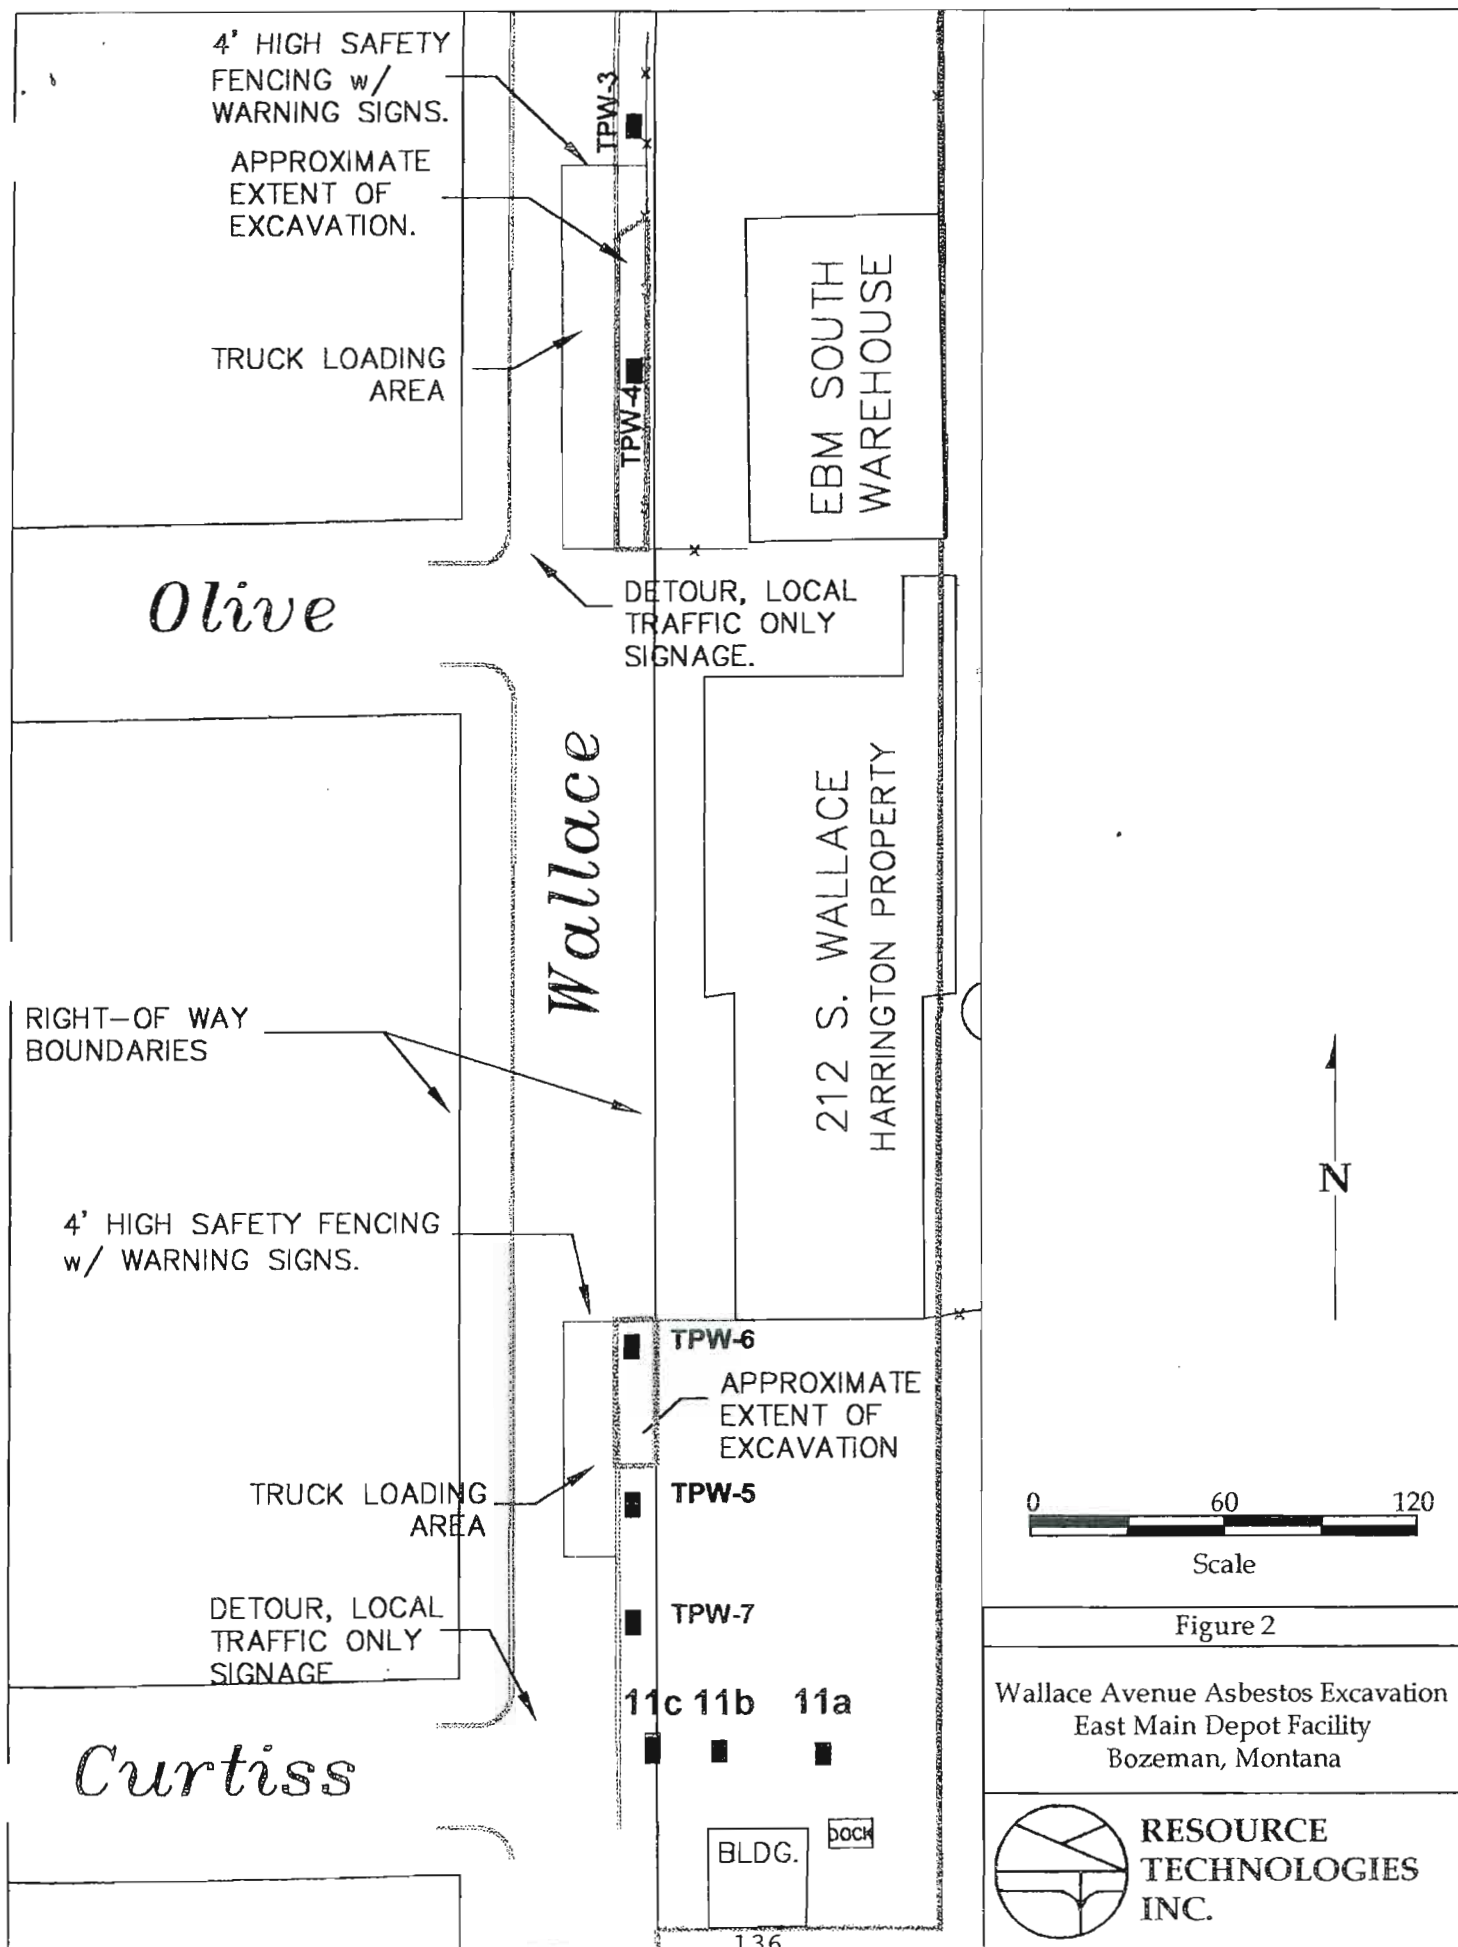 4' HIGH SAFETY
FENCING w/
WARNING SIGNS.
TPW-3
APPROXIMATE
EXTENT OF
EXCAVATION.
TRUCK LOADING
AREA
TPW-4
EBM SOUTH
WAREHOUSE
Olive
DETOUR, LOCAL
TRAFFIC ONLY
SIGNAGE.
Wallace
212 S. WALLACE
HARRINGTON PROPERTY
RIGHT-OF WAY
BOUNDARIES
N
4' HIGH SAFETY FENCING
w/ WARNING SIGNS.
TPW-6
APPROXIMATE
EXTENT OF
EXCAVATION
TRUCK LOADING
AREA
TPW-5
0 60 120
Scale
DETOUR, LOCAL
TRAFFIC ONLY
SIGNAGE
TPW-7
11c 11b 11a
Curtiss
DOCK
BLDG.
136
Figure 2
Wallace Avenue Asbestos Excavation
East Main Depot Facility
Bozeman, Montana
RESOURCE
TECHNOLOGIES
INC.